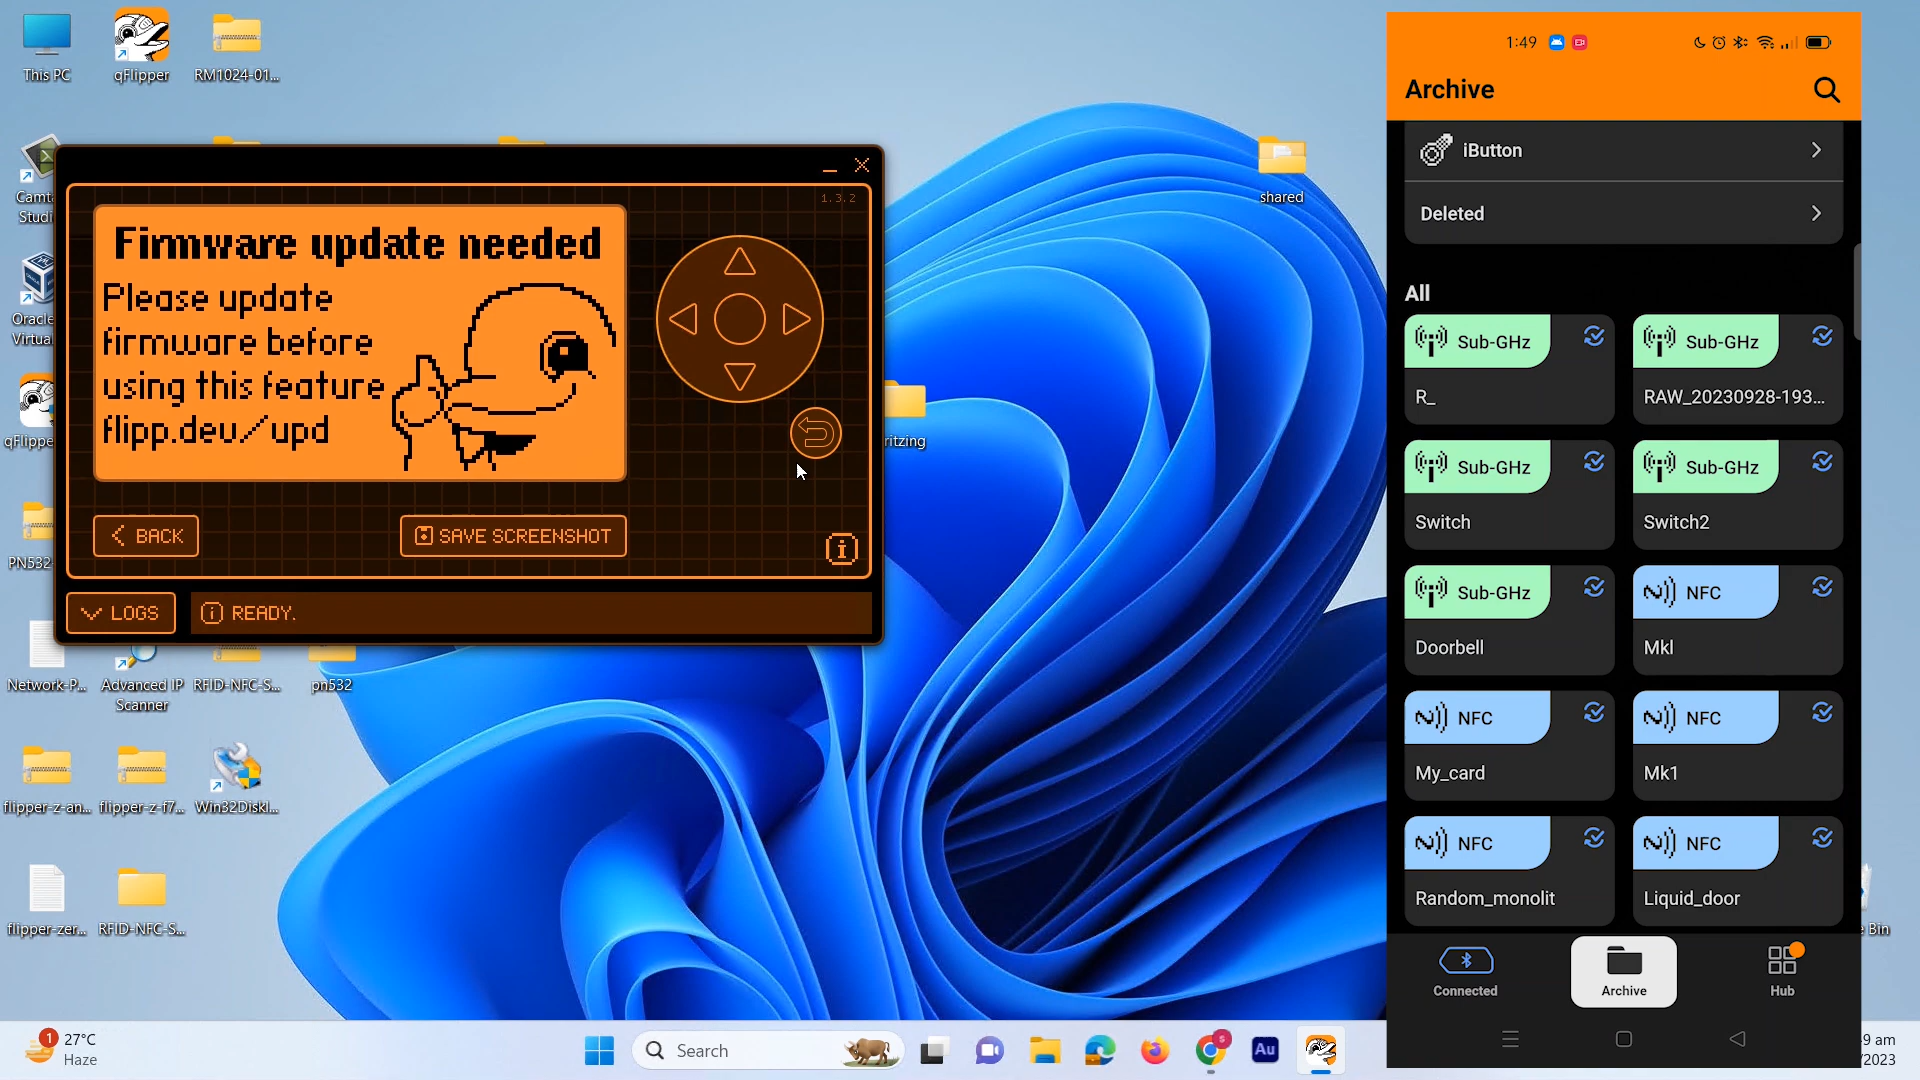 This PC
qFlipper
RM1024-01...
Studi
Oracle
Virtua
qFlippe
PN532
Network-P...
Advanced IP
Scanner
RFID-NFC-S...
pn532
flipper-z-an...
flipper-z-f7...
Win32DiskI...
flipper-zer...
RFID-NFC-S...
shared
ritzing
e Bin
1.3.2
Firmware update needed
Please update
firmware before
using this feature
flipp.dev/upd
BACK
SAVE SCREENSHOT
LOGS
READY.
1:49
Archive
iButton
Deleted
All
Sub-GHz
R_
Sub-GHz
RAW_20230928-193...
Sub-GHz
Switch
Sub-GHz
Switch2
Sub-GHz
Doorbell
NFC
Mkl
NFC
My_card
NFC
Mk1
NFC
Random_monolit
NFC
Liquid_door
Connected
Archive
Hub
1
27°C
Haze
Search
S
Au
9 am
/2023